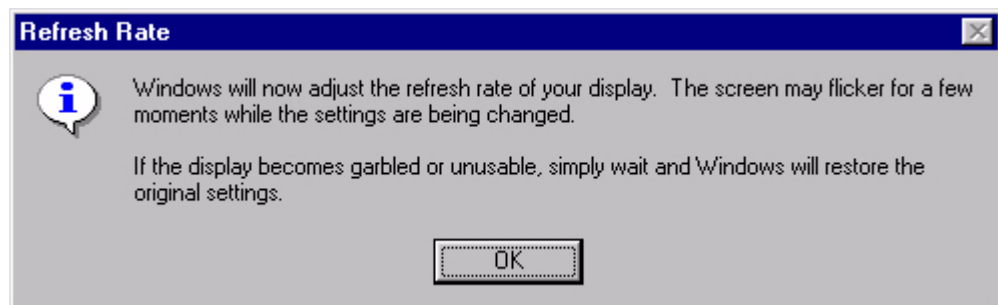 Refresh Rate
Windows will now adjust the refresh rate of your display.  The screen may flicker for a few
moments while the settings are being changed.
If the display becomes garbled or unusable, simply wait and Windows will restore the
original settings.
OK